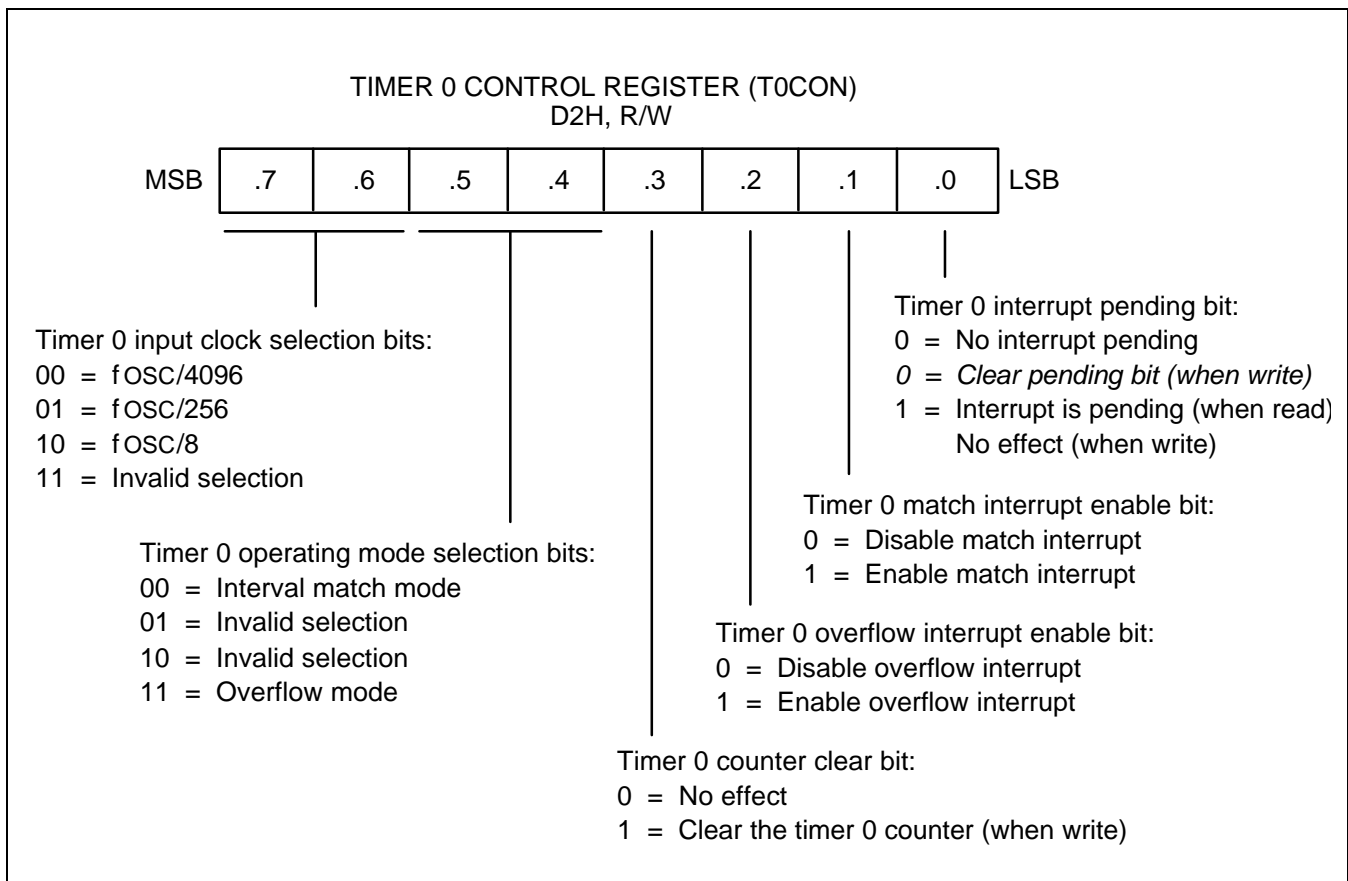 TIMER 0 CONTROL REGISTER (T0CON)
D2H, R/W
MSB .7 .6 .5 .4 .3 .2 .1 .0 LSB
Timer 0 input clock selection bits:
00 = fOSC/4096
01 = fOSC/256
10 = fOSC/8
11 = Invalid selection
Timer 0 operating mode selection bits:
00 = Interval match mode
01 = Invalid selection
10 = Invalid selection
11 = Overflow mode
Timer 0 interrupt pending bit:
0 = No interrupt pending
0 = Clear pending bit (when write)
1 = Interrupt is pending (when read)
No effect (when write)
Timer 0 match interrupt enable bit:
0 = Disable match interrupt
1 = Enable match interrupt
Timer 0 overflow interrupt enable bit:
0 = Disable overflow interrupt
1 = Enable overflow interrupt
Timer 0 counter clear bit:
0 = No effect
1 = Clear the timer 0 counter (when write)